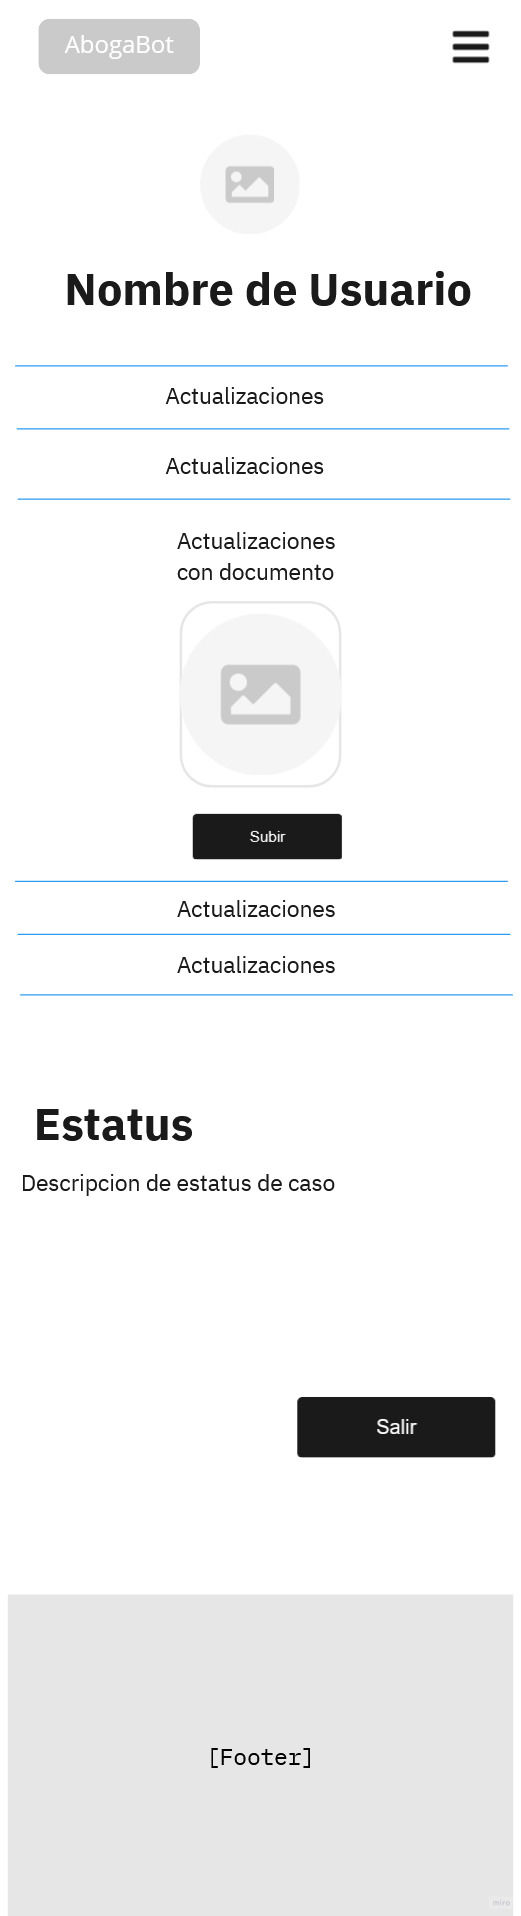 AbogaBot
Nombre de Usuario
Actualizaciones
Actualizaciones
Actualizaciones
con documento
Subir
Actualizaciones
Actualizaciones
Estatus
Descripcion de estatus de caso
Salir
[Footer]
miro